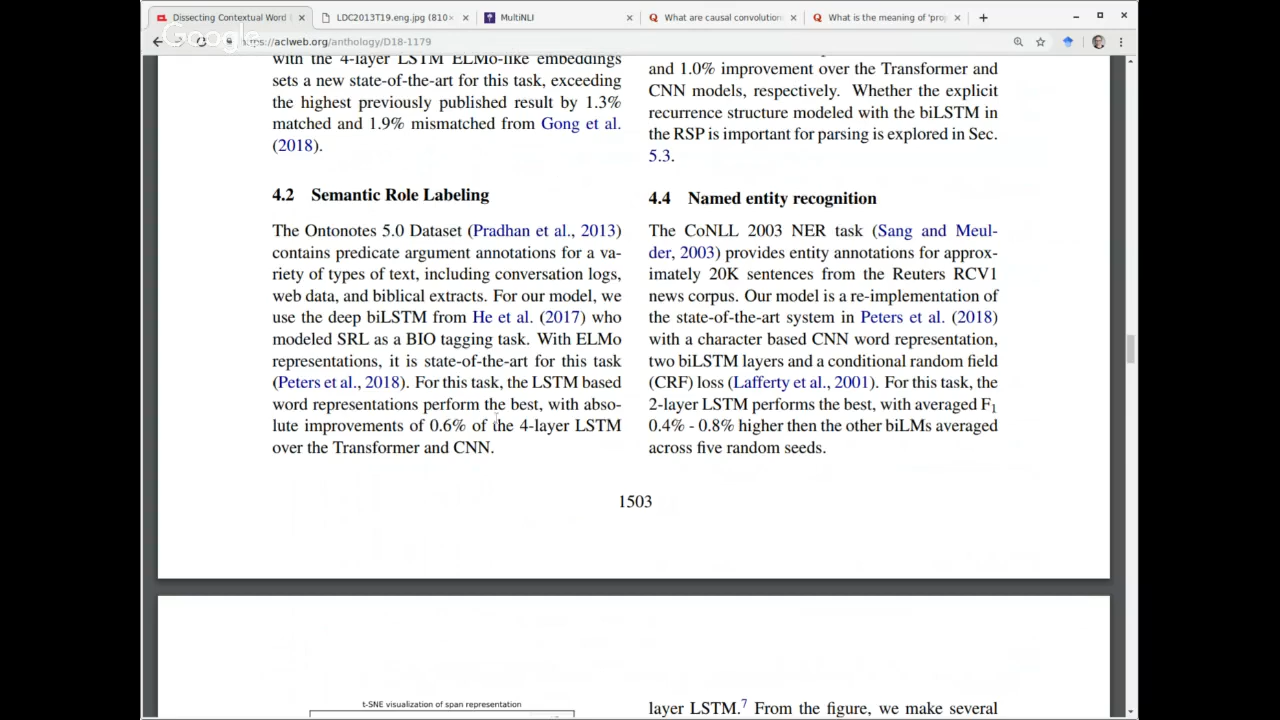 Dissecting Contextual Word (
LDC2013T19.eng.jpg (810×
MultiNLI
What are causal convolution
What is the meaning of 'pro
Google
https://aclweb.org/anthology/D18-1179
with the 4-layer LSTM ELMo-like embeddings
sets a new state-of-the-art for this task, exceeding
the highest previously published result by 1.3%
matched and 1.9% mismatched from Gong et al.
(2018).
4.2 Semantic Role Labeling
The Ontonotes 5.0 Dataset (Pradhan et al., 2013)
contains predicate argument annotations for a va-
riety of types of text, including conversation logs,
web data, and biblical extracts. For our model, we
use the deep biLSTM from He et al. (2017) who
modeled SRL as a BIO tagging task. With ELMo
representations, it is state-of-the-art for this task
(Peters et al., 2018). For this task, the LSTM based
word representations perform the best, with abso-
lute improvements of 0.6% of the 4-layer LSTM
over the Transformer and CNN.
and 1.0% improvement over the Transformer and
CNN models, respectively. Whether the explicit
recurrence structure modeled with the biLSTM in
the RSP is important for parsing is explored in Sec.
5.3.
4.4 Named entity recognition
The CoNLL 2003 NER task (Sang and Meul-
der, 2003) provides entity annotations for approx-
imately 20K sentences from the Reuters RCV1
news corpus. Our model is a re-implementation of
the state-of-the-art system in Peters et al. (2018)
with a character based CNN word representation,
two biLSTM layers and a conditional random field
(CRF) loss (Lafferty et al., 2001). For this task, the
2-layer LSTM performs the best, with averaged F1
0.4% - 0.8% higher then the other biLMs averaged
across five random seeds.
1503
t-SNE visualization of span representation
layer LSTM.7 From the figure, we make several